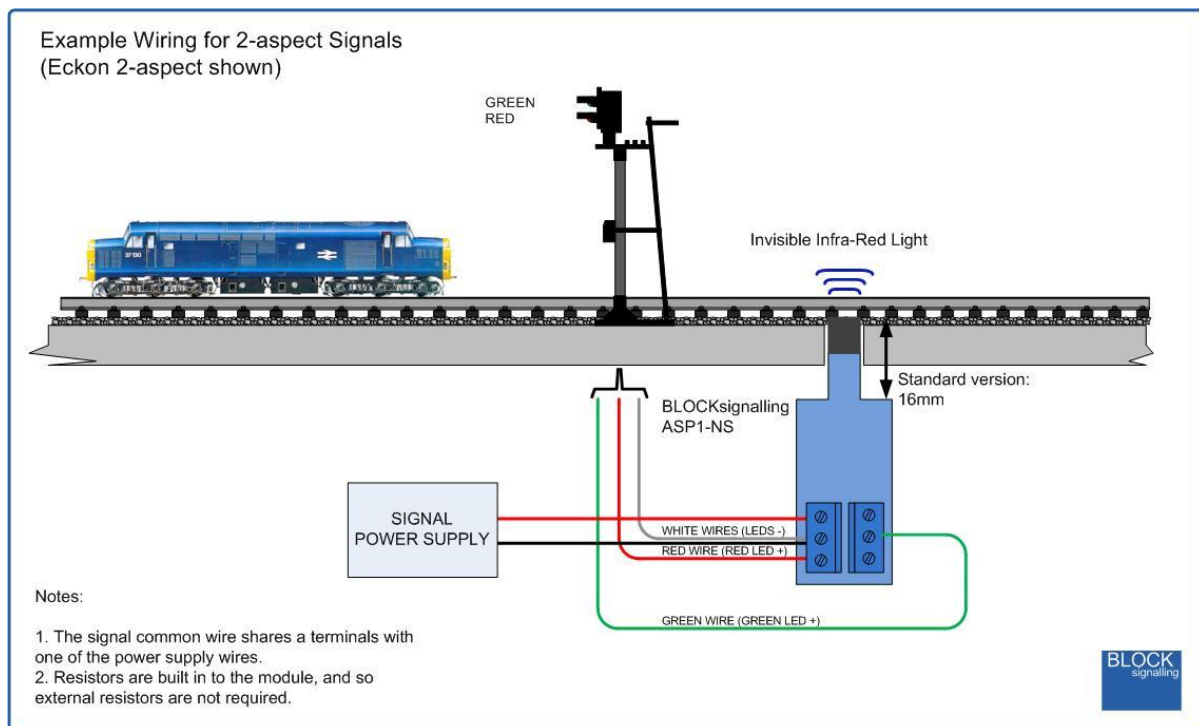 Example Wiring for 2-aspect Signals
(Eckon 2-aspect shown)
GREEN
RED
37 130
Invisible Infra-Red Light
Standard version:
16mm
BLOCKsignalling
ASP1-NS
SIGNAL
POWER SUPPLY
WHITE WIRES (LEDS -)
RED WIRE (RED LED +)
GREEN WIRE (GREEN LED +)
Notes:
1. The signal common wire shares a terminals with
one of the power supply wires.
2. Resistors are built in to the module, and so
external resistors are not required.
BLOCK
signalling